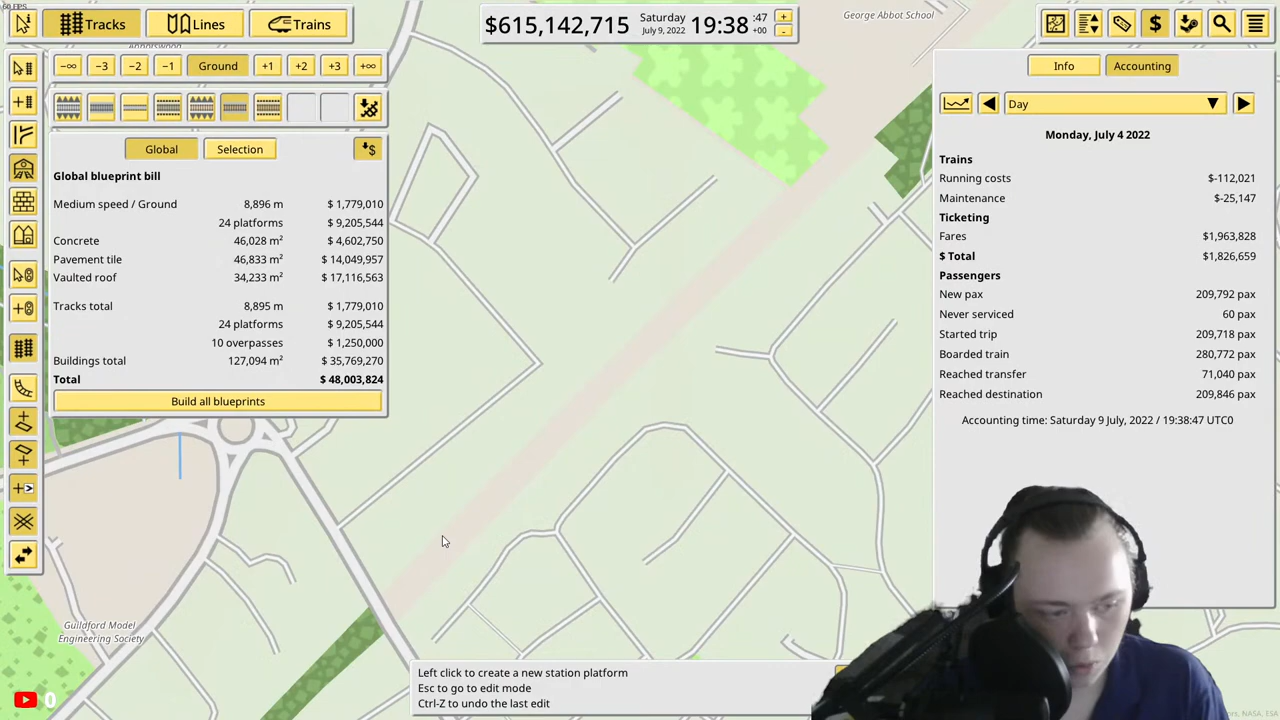 60 FPS
Tracks
Lines
Trains
$615,142,715
Saturday
July 9, 2022
19:38
:47
+00
+
-
$
George Abbot School
−∞
−3
−2
−1
Ground
+1
+2
+3
+∞
Global
Selection
Global blueprint bill
Medium speed / Ground 8,896 m $ 1,779,010
24 platforms $ 9,205,544
Concrete 46,028 m² $ 4,602,750
Pavement tile 46,833 m² $ 14,049,957
Vaulted roof 34,233 m² $ 17,116,563
Tracks total 8,895 m $ 1,779,010
24 platforms $ 9,205,544
10 overpasses $ 1,250,000
Buildings total 127,094 m² $ 35,769,270
Total $ 48,003,824
Build all blueprints
Info
Accounting
Day
Monday, July 4 2022
Trains
Running costs $-112,021
Maintenance $-25,147
Ticketing
Fares $1,963,828
$ Total $1,826,659
Passengers
New pax 209,792 pax
Never serviced 60 pax
Started trip 209,718 pax
Boarded train 280,772 pax
Reached transfer 71,040 pax
Reached destination 209,846 pax
Accounting time: Saturday 9 July, 2022 / 19:38:47 UTC0
Guildford Model
Engineering Society
Left click to create a new station platform
Esc to go to edit mode
Ctrl-Z to undo the last edit
0